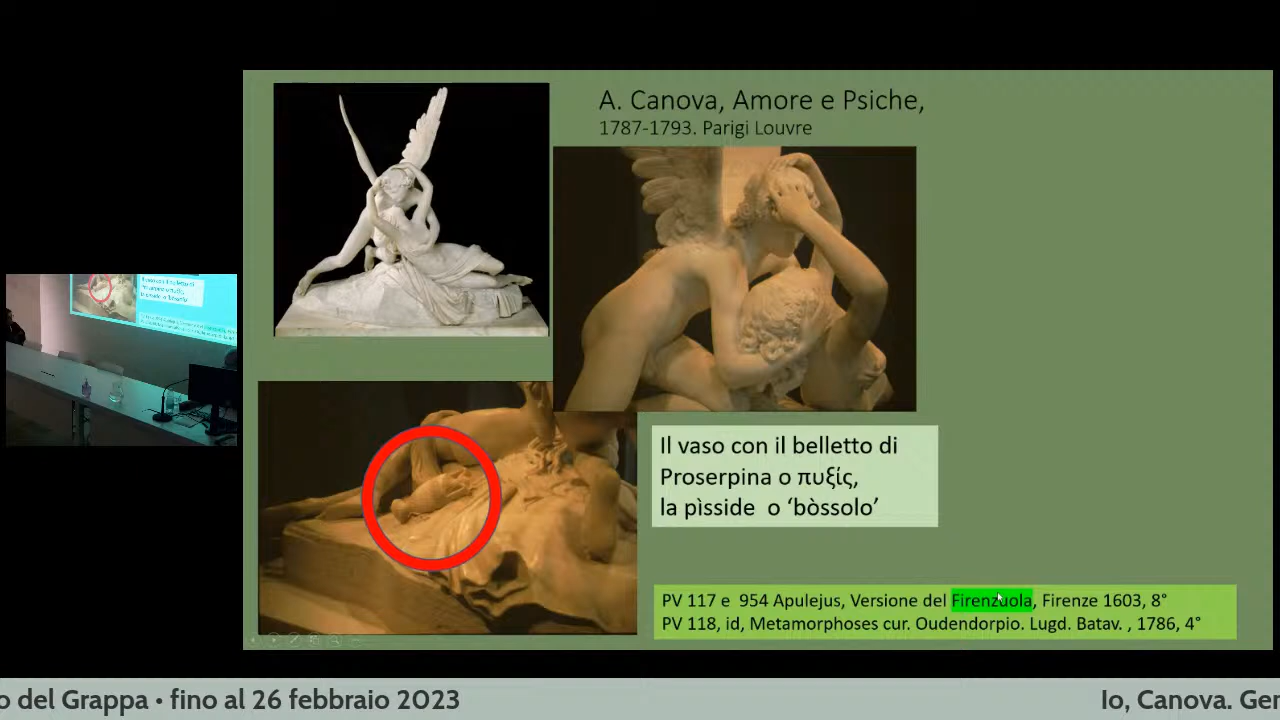 A. Canova, Amore e Psiche,
1787-1793. Parigi Louvre
Il vaso con il belletto di
Proserpina o πυξίς,
la pìsside o ‘bòssolo’
PV 117 e 954 Apulejus, Versione del Firenzuola, Firenze 1603, 8°
PV 118, id, Metamorphoses cur. Oudendorpio. Lugd. Batav. , 1786, 4°
o del Grappa • fino al 26 febbraio 2023
Io, Canova. Ger